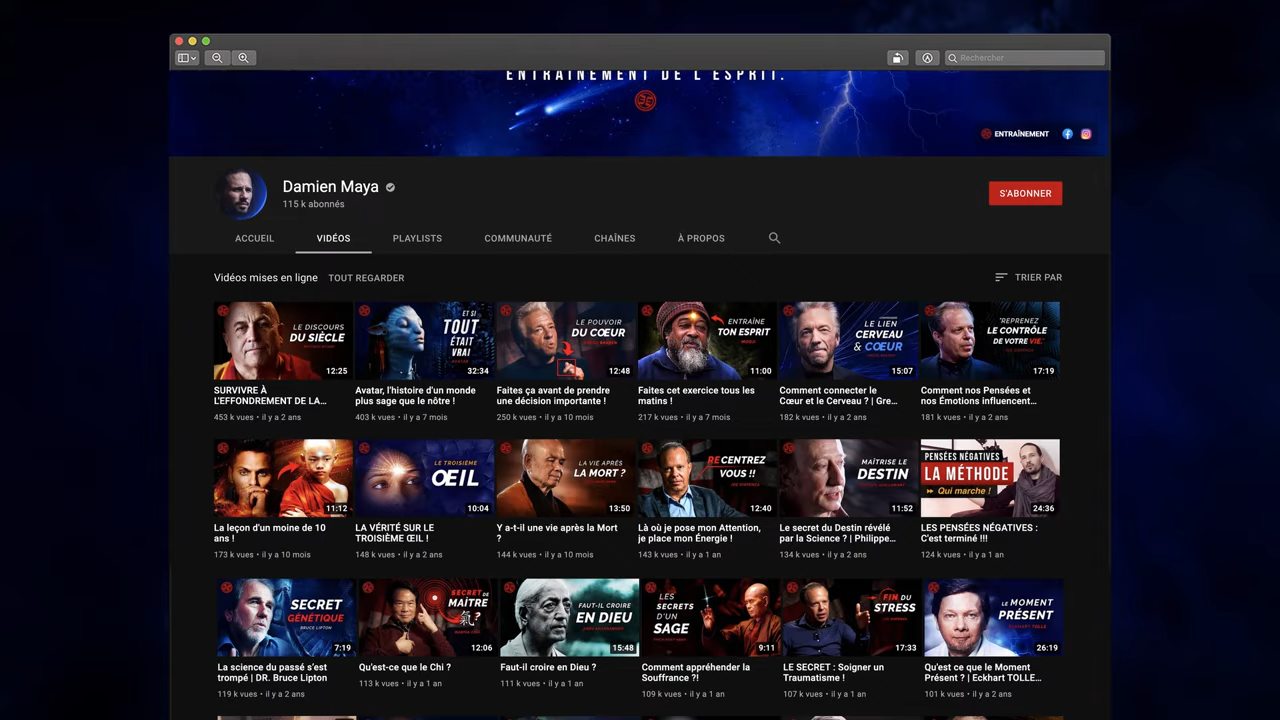 Rechercher
ENTRAÎNEMENT DE L'ESPRIT.
ENTRAÎNEMENT
Damien Maya
115 k abonnés
S'ABONNER
ACCUEIL
VIDÉOS
PLAYLISTS
COMMUNAUTÉ
CHAÎNES
À PROPOS
Vidéos mises en ligne
TOUT REGARDER
TRIER PAR
LE DISCOURS
DU SIÈCLE
12:25
SURVIVRE À
L'EFFONDREMENT DE LA...
453 k vues • il y a 2 ans
ET SI
TOUT
ÉTAIT
VRAI
32:34
Avatar, l'histoire d'un monde
plus sage que le nôtre !
403 k vues • il y a 7 mois
LE POUVOIR
DU CŒUR
12:48
Faites ça avant de prendre
une décision importante !
250 k vues • il y a 10 mois
ENTRAÎNE
TON ESPRIT
MOOJI
11:00
Faites cet exercice tous les
matins !
217 k vues • il y a 7 mois
LE LIEN
CERVEAU
& CŒUR
15:07
Comment connecter le
Cœur et le Cerveau ? | Gre...
182 k vues • il y a 2 ans
"REPRENEZ
LE CONTRÔLE
DE VOTRE VIE."
17:19
Comment nos Pensées et
nos Émotions influencent...
181 k vues • il y a 2 ans
11:12
La leçon d'un moine de 10
ans !
173 k vues • il y a 10 mois
LE TROISIÈME
ŒIL
10:04
LA VÉRITÉ SUR LE
TROISIÈME ŒIL !
148 k vues • il y a 2 ans
LA VIE APRÈS
LA MORT ?
13:50
Y a-t-il une vie après la Mort
?
144 k vues • il y a 10 mois
RECENTREZ
VOUS !!
12:40
Là où je pose mon Attention,
je place mon Énergie !
143 k vues • il y a 1 an
MAÎTRISE LE
DESTIN
11:52
Le secret du Destin révélé
par la Science ? | Philippe...
134 k vues • il y a 2 ans
PENSÉES NÉGATIVES
LA MÉTHODE
Qui marche !
24:36
LES PENSÉES NÉGATIVES :
C'est terminé !!!
124 k vues • il y a 1 an
SECRET
GÉNÉTIQUE
BRUCE LIPTON
7:19
La science du passé s'est
trompé | DR. Bruce Lipton
119 k vues • il y a 2 ans
SECRET DE
MAÎTRE
氣?
12:06
Qu'est-ce que le Chi ?
113 k vues • il y a 1 an
FAUT-IL CROIRE
EN DIEU ?
15:48
Faut-il croire en Dieu ?
111 k vues • il y a 1 an
LES
SECRETS
D'UN
SAGE
9:11
Comment appréhender la
Souffrance ?!
109 k vues • il y a 1 an
FIN DU
STRESS
17:33
LE SECRET : Soigner un
Traumatisme !
107 k vues • il y a 1 an
LE MOMENT
PRÉSENT
ECKHART TOLLE
26:19
Qu'est ce que le Moment
Présent ? | Eckhart TOLLE...
101 k vues • il y a 2 ans